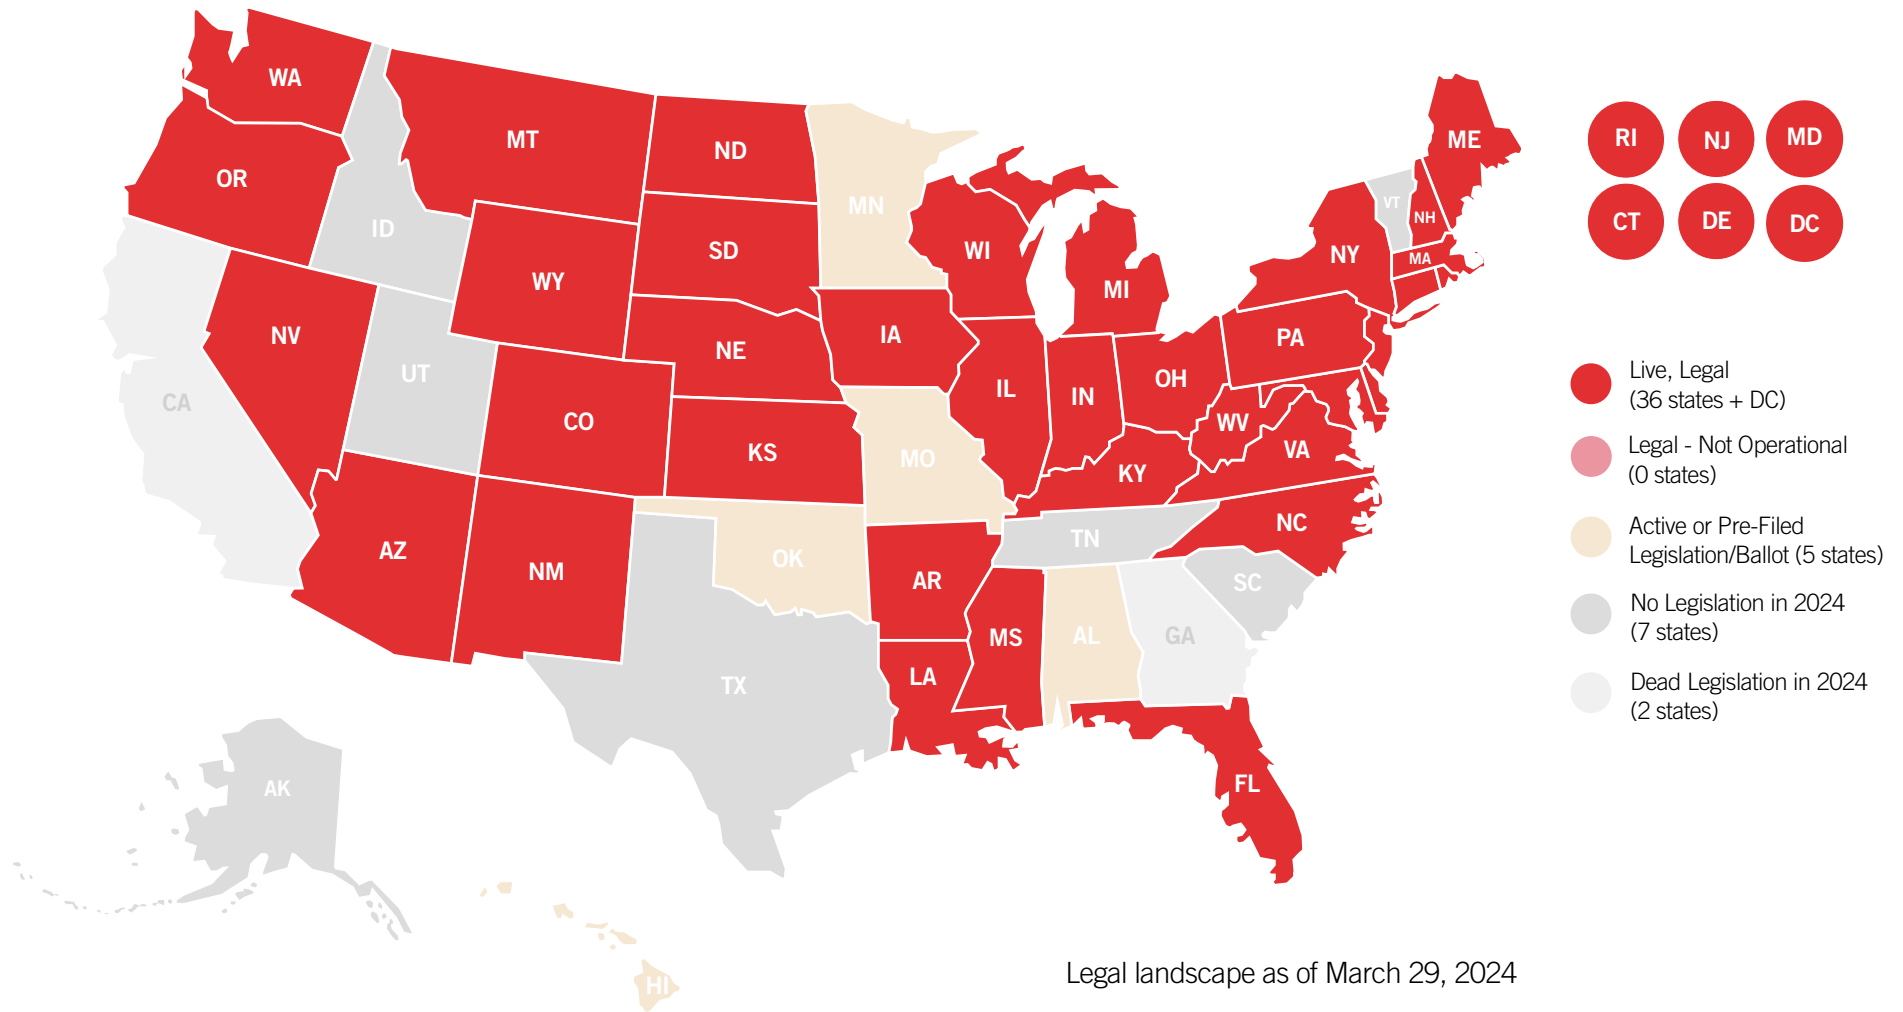 WA
MT
ND
MN
OR
ID
WY
SD
WI
MI
NY
VT
NH
ME
MA
RI
NJ
MD
CT
DE
DC
NV
UT
CA
CO
NE
IA
IL
IN
OH
PA
WV
VA
KS
MO
KY
NC
AZ
NM
OK
AR
TN
SC
TX
LA
MS
AL
GA
FL
AK
HI
Live, Legal
(36 states + DC)
Legal - Not Operational
(0 states)
Active or Pre-Filed
Legislation/Ballot (5 states)
No Legislation in 2024
(7 states)
Dead Legislation in 2024
(2 states)
Legal landscape as of March 29, 2024